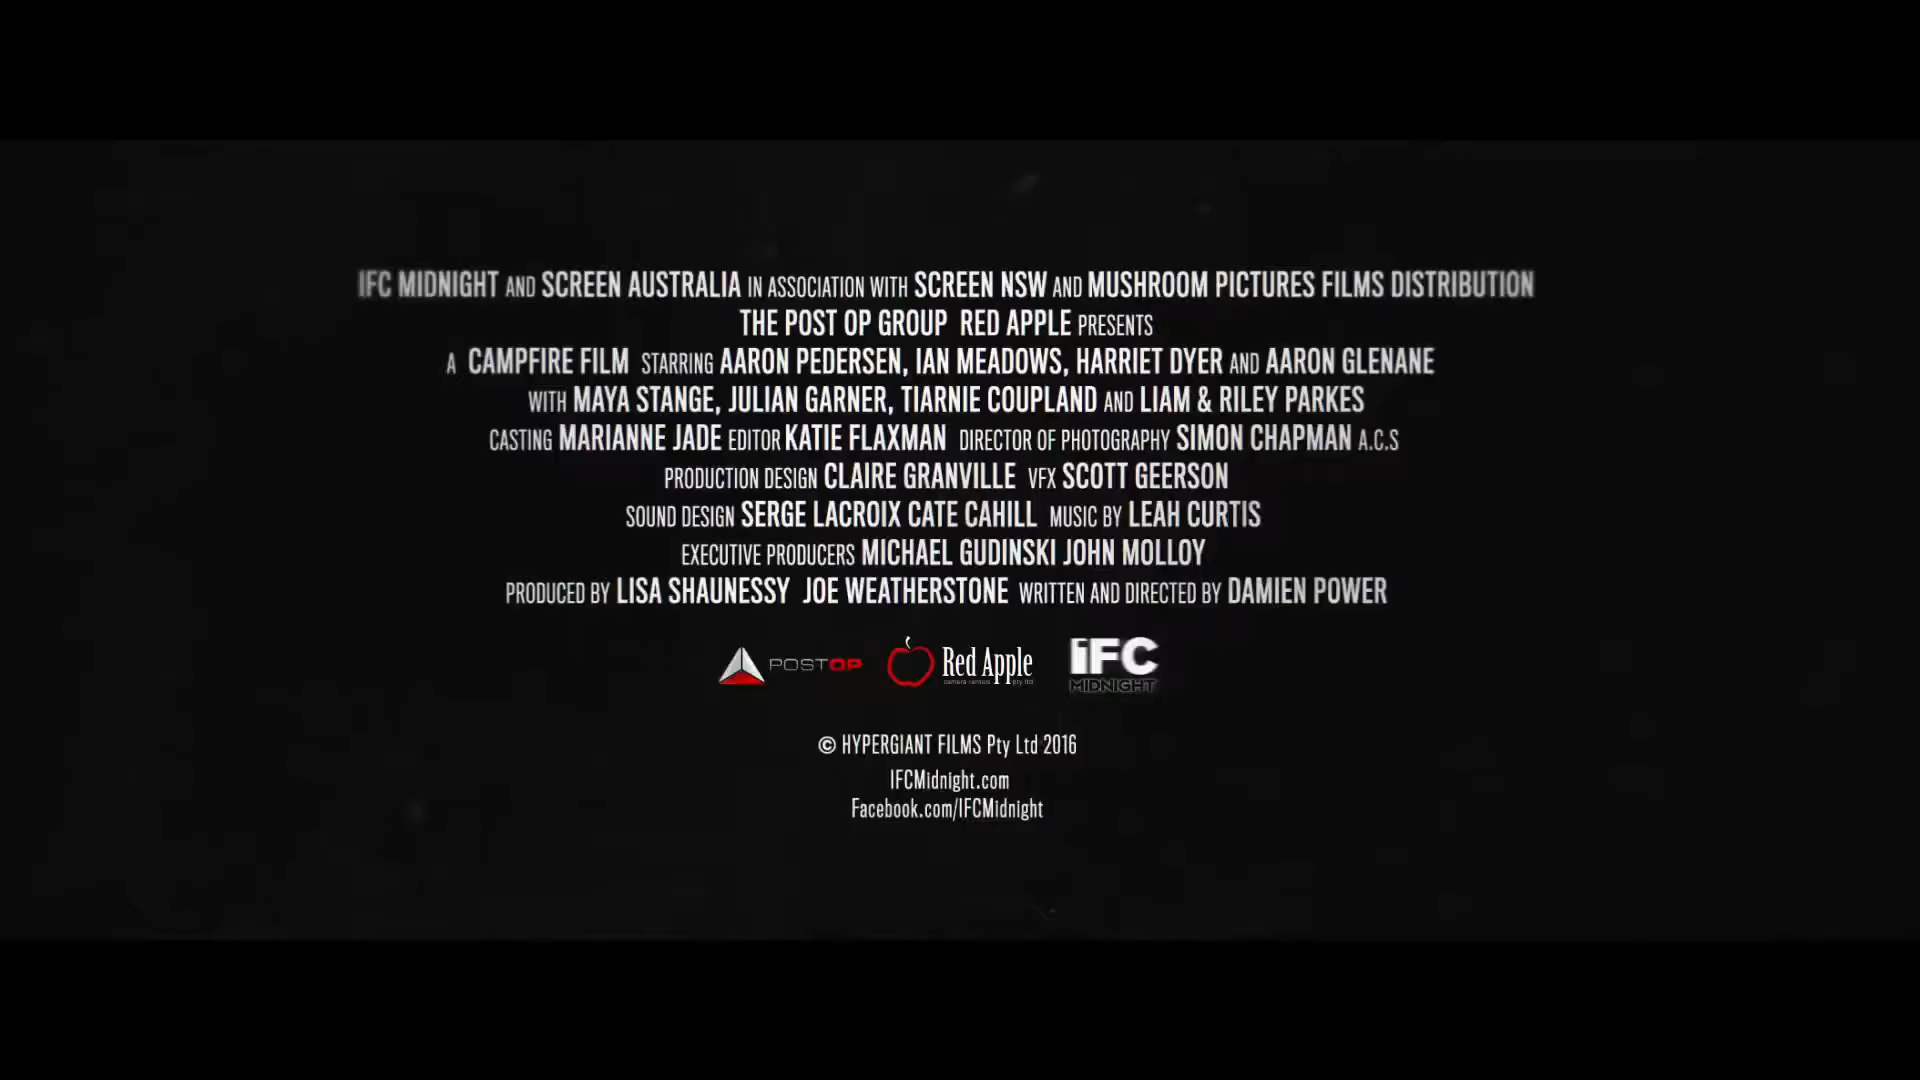 IFC MIDNIGHT AND SCREEN AUSTRALIA IN ASSOCIATION WITH SCREEN NSW AND MUSHROOM PICTURES FILMS DISTRIBUTION
THE POST OP GROUP RED APPLE PRESENTS
A CAMPFIRE FILM STARRING AARON PEDERSEN, IAN MEADOWS, HARRIET DYER AND AARON GLENANE
WITH MAYA STANGE, JULIAN GARNER, TIARNIE COUPLAND AND LIAM & RILEY PARKES
CASTING MARIANNE JADE EDITOR KATIE FLAXMAN DIRECTOR OF PHOTOGRAPHY SIMON CHAPMAN A.C.S
PRODUCTION DESIGN CLAIRE GRANVILLE VFX SCOTT GEERSON
SOUND DESIGN SERGE LACROIX CATE CAHILL MUSIC BY LEAH CURTIS
EXECUTIVE PRODUCERS MICHAEL GUDINSKI JOHN MOLLOY
PRODUCED BY LISA SHAUNESSY JOE WEATHERSTONE WRITTEN AND DIRECTED BY DAMIEN POWER
POSTOP Red Apple IFC
camera rentals pty ltd MIDNIGHT
© HYPERGIANT FILMS Pty Ltd 2016
IFCMidnight.com
Facebook.com/IFCMidnight